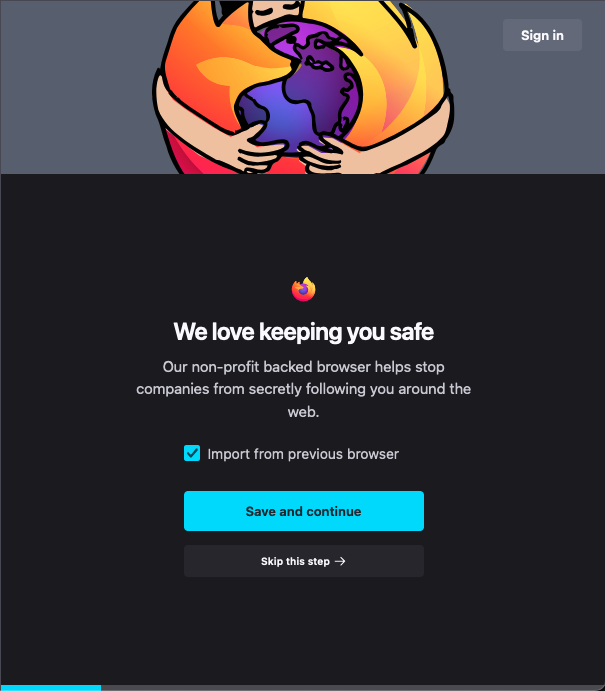 Sign in
We love keeping you safe
Our non-profit backed browser helps stop
companies from secretly following you around the
web.
Import from previous browser
Save and continue
Skip this step →